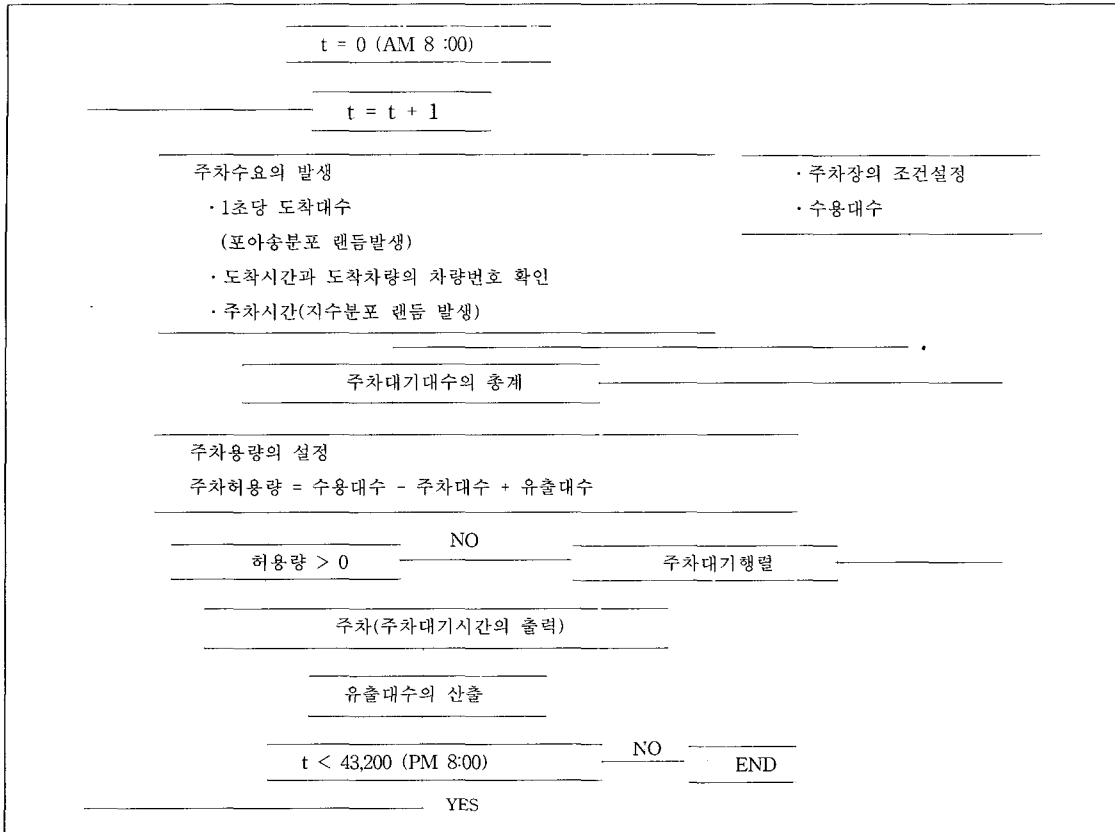 t = 0 (AM 8 :00)
t = t + 1
주차수요의 발생
· 1초당 도착대수
(포아송분포 랜듬발생)
· 도착시간과 도착차량의 차량번호 확인
· 주차시간(지수분포 랜듬 발생)
· 주차장의 조건설정
· 수용대수
주차대기대수의 총계
주차용량의 설정
주차허용량 = 수용대수 - 주차대수 + 유출대수
허용량 > 0
NO
주차대기행렬
주차(주차대기시간의 출력)
유출대수의 산출
t < 43,200 (PM 8:00)
NO
END
YES